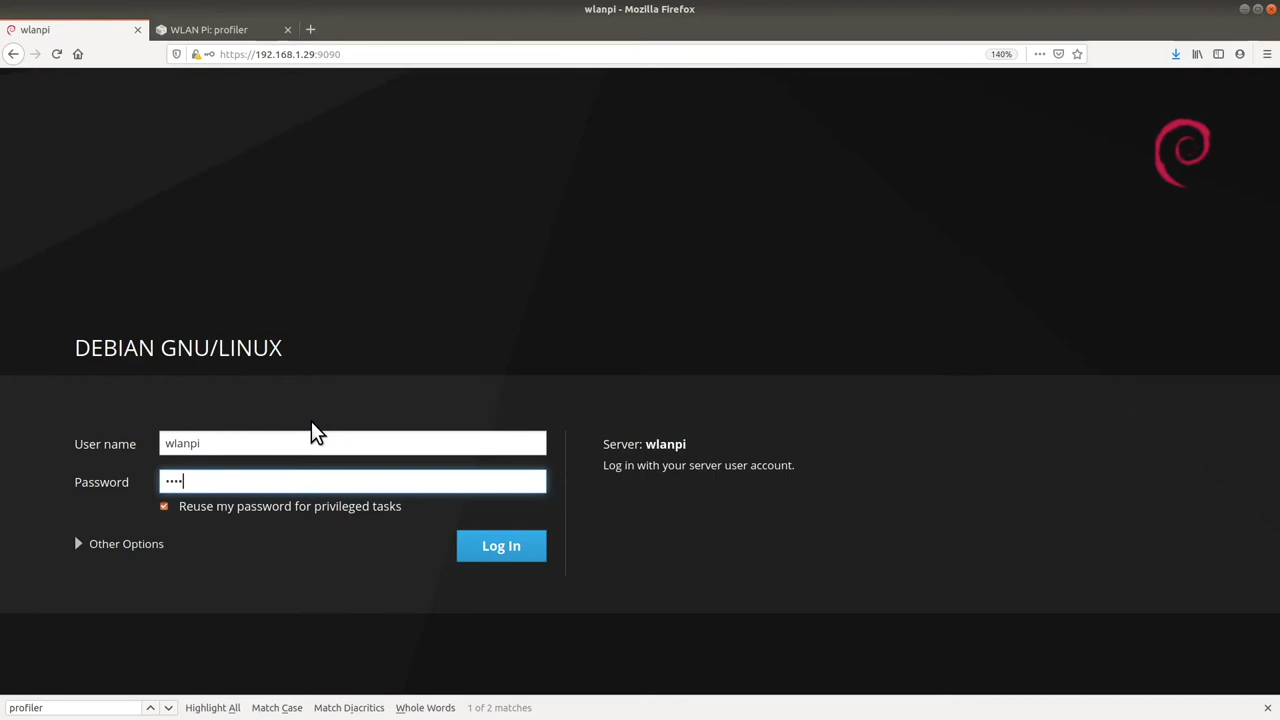 wlanpi - Mozilla Firefox
wlanpi
WLAN Pi: profiler
https://192.168.1.29:9090
140%
DEBIAN GNU/LINUX
User name
wlanpi
Password
••••
Reuse my password for privileged tasks
Other Options
Log In
Server: wlanpi
Log in with your server user account.
profiler
Highlight All
Match Case
Match Diacritics
Whole Words
1 of 2 matches